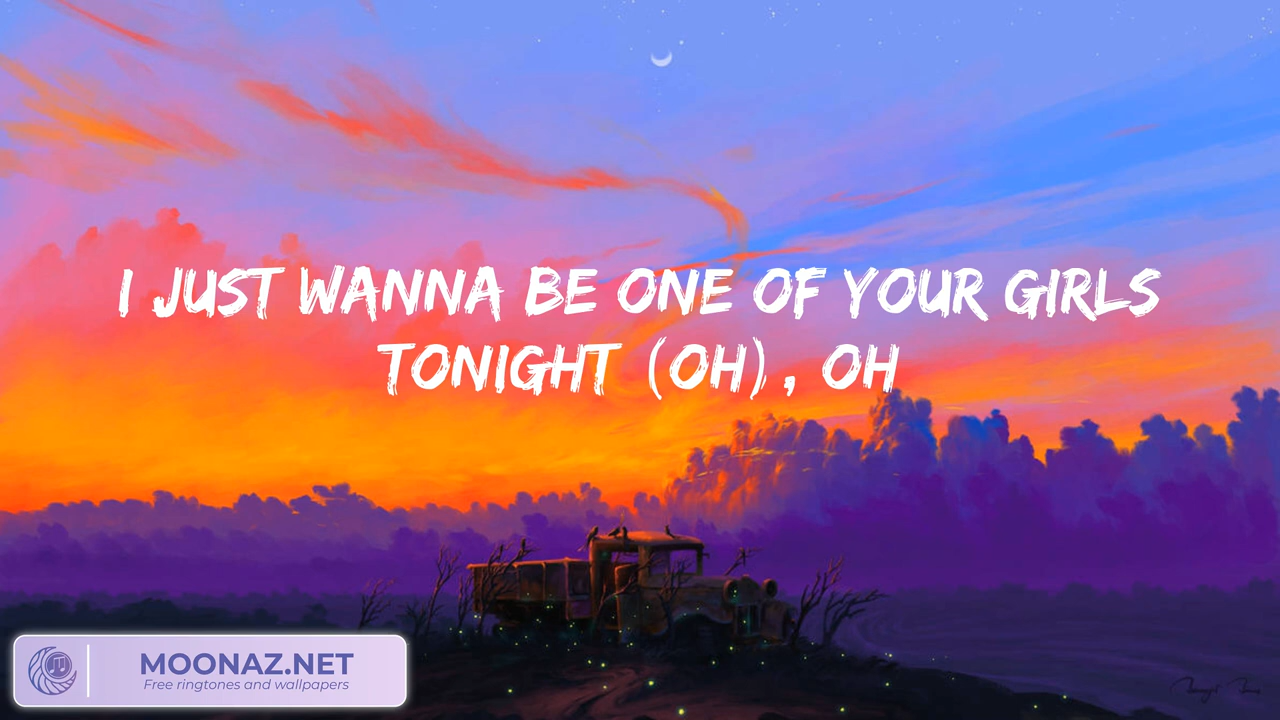 I JUST WANNA BE ONE OF YOUR GIRLS
TONIGHT (OH), OH
MOONAZ.NET
Free ringtones and wallpapers